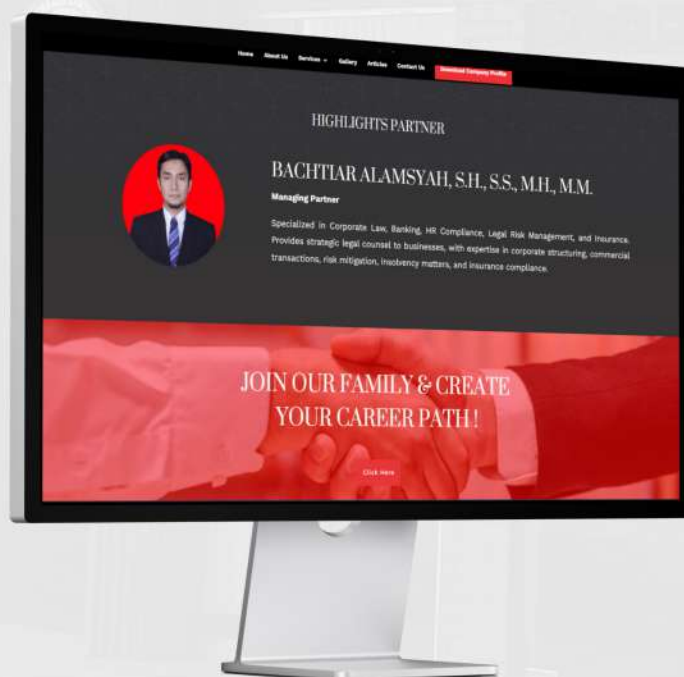 Home About Us Services Gallery Articles Contact Us Download Company Profile
HIGHLIGHTS PARTNER
BACHTIAR ALAMSYAH, S.H., S.S., M.H., M.M.
Managing Partner
Specialized in Corporate Law, Banking, HR Compliance, Legal Risk Management, and Insurance.
Provides strategic legal counsel to businesses, with expertise in corporate structuring, commercial
transactions, risk mitigation, insolvency matters, and insurance compliance.
JOIN OUR FAMILY & CREATE
YOUR CAREER PATH !
Click Here